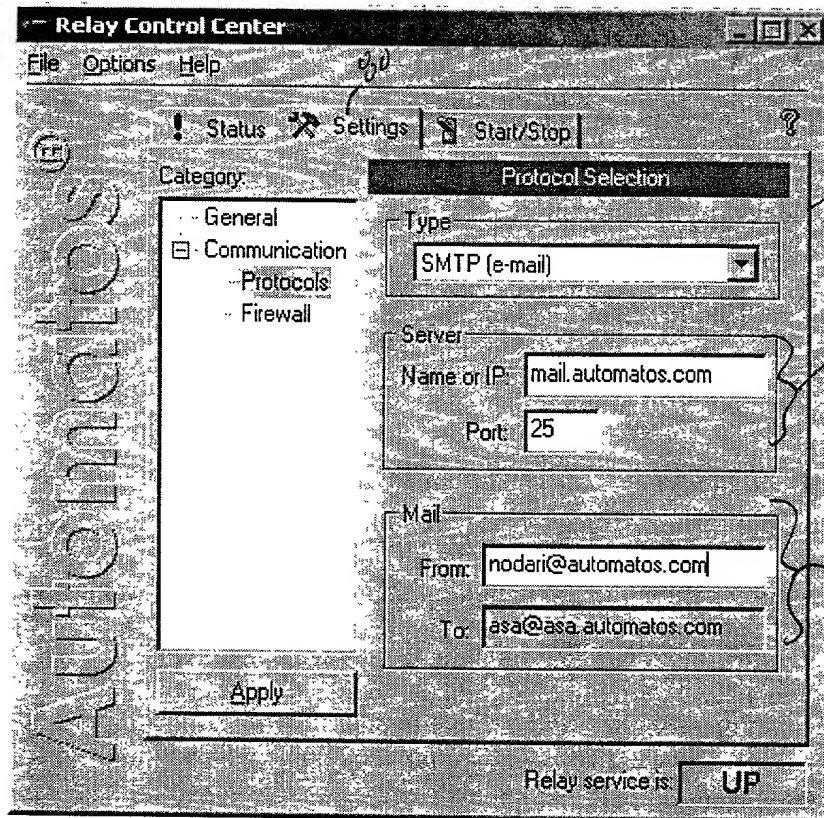 Relay Control Center
File Options Help
! Status Settings Start/Stop ?
Category:
General
Communication
Protocols
Firewall
Protocol Selection
Type
SMTP (e-mail)
Server
Name or IP: mail.automatos.com
Port: 25
Mail
From: nodari@automatos.com
To: asa@asa.automatos.com
Apply
Relay service is: UP
Automatos